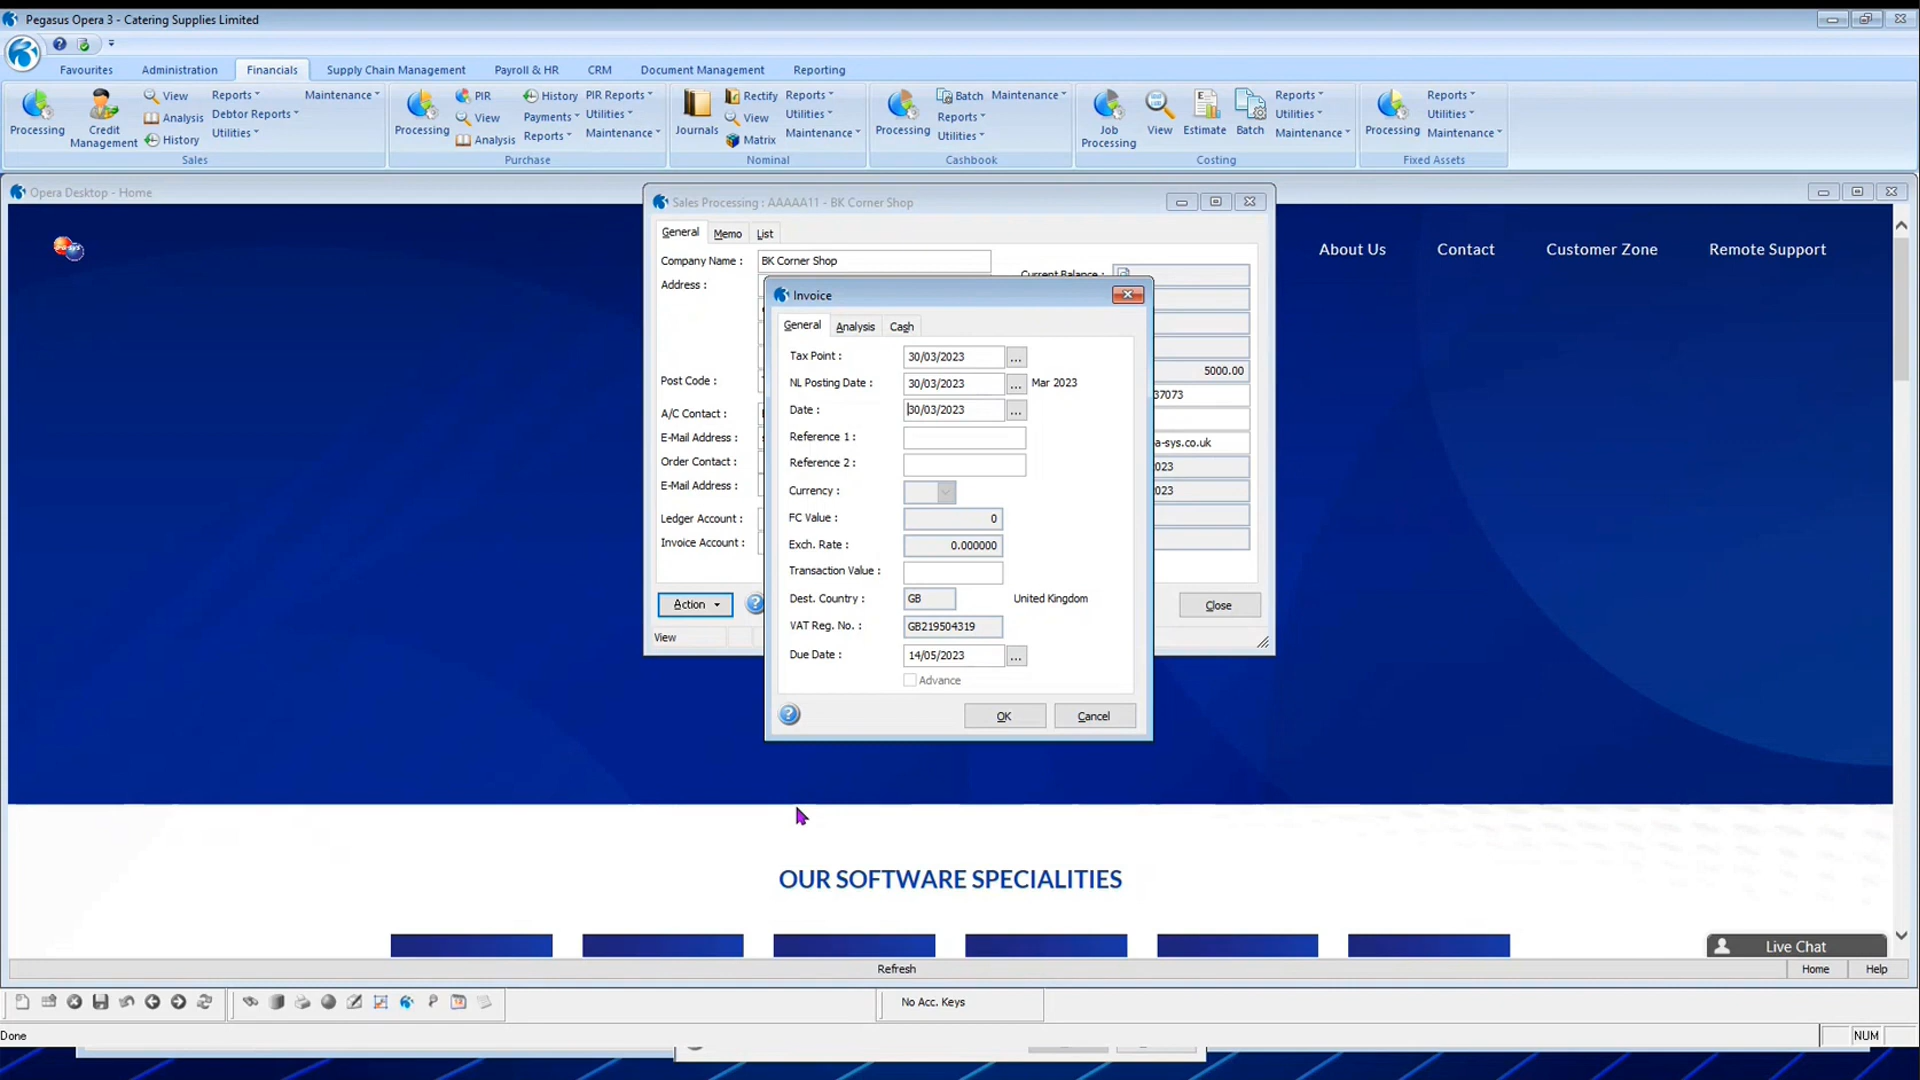 Pegasus Opera 3 - Catering Supplies Limited
Favourites Administration Financials Supply Chain Management Payroll & HR CRM Document Management Reporting
Processing
Credit Management
View
Analysis
History
Reports
Debtor Reports
Utilities
Maintenance
Sales
Processing
PIR
View
Analysis
History
Payments
Reports
PIR Reports
Utilities
Maintenance
Purchase
Journals
Rectify
View
Matrix
Reports
Utilities
Maintenance
Nominal
Processing
Batch
Reports
Utilities
Maintenance
Cashbook
Job Processing
View
Estimate
Batch
Reports
Utilities
Maintenance
Costing
Processing
Reports
Utilities
Maintenance
Fixed Assets
Opera Desktop - Home
About Us Contact Customer Zone Remote Support
Sales Processing : AAAAA11 - BK Corner Shop
General Memo List
Company Name : BK Corner Shop
Current Balance :
Address :
5000.00
Post Code :
37073
A/C Contact :
E-Mail Address :
a-sys.co.uk
Order Contact :
023
E-Mail Address :
023
Ledger Account :
Invoice Account :
Action
Close
View
Invoice
General Analysis Cash
Tax Point : 30/03/2023 ...
NL Posting Date : 30/03/2023 ... Mar 2023
Date : 30/03/2023 ...
Reference 1 :
Reference 2 :
Currency :
FC Value : 0
Exch. Rate : 0.000000
Transaction Value :
Dest. Country : GB United Kingdom
VAT Reg. No. : GB219504319
Due Date : 14/05/2023 ...
Advance
OK Cancel
OUR SOFTWARE SPECIALITIES
Live Chat
Refresh
Home Help
No Acc. Keys
Done
NUM